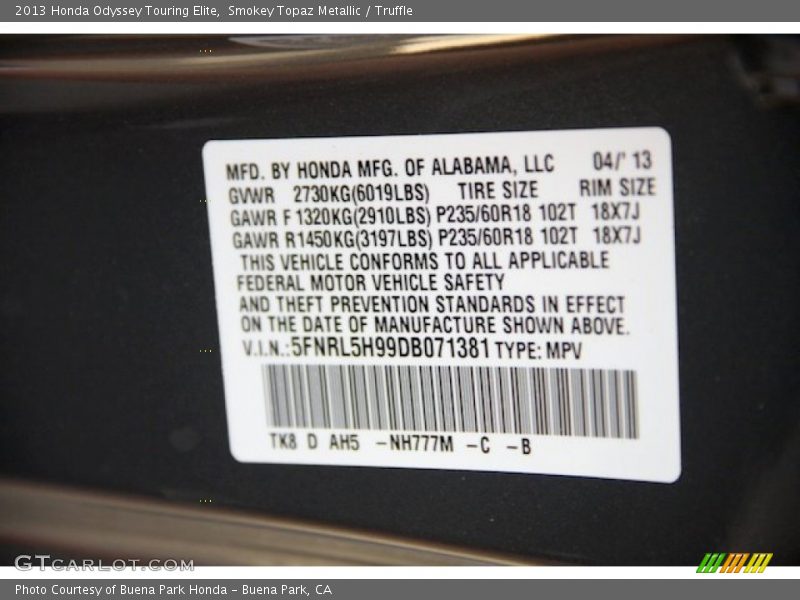 2013 Honda Odyssey Touring Elite,  Smokey Topaz Metallic / Truffle
MFD. BY HONDA MFG. OF ALABAMA, LLC 04/' 13
GVWR 2730KG(6019LBS) TIRE SIZE RIM SIZE
GAWR F 1320KG(2910LBS) P235/60R18 102T 18X7J
GAWR R1450KG(3197LBS) P235/60R18 102T 18X7J
THIS VEHICLE CONFORMS TO ALL APPLICABLE
FEDERAL MOTOR VEHICLE SAFETY
AND THEFT PREVENTION STANDARDS IN EFFECT
ON THE DATE OF MANUFACTURE SHOWN ABOVE.
V.I.N.:5FNRL5H99DB071381 TYPE: MPV
TK8 D AH5 -NH777M -C -B
GTCARLOT.COM
Photo Courtesy of Buena Park Honda - Buena Park, CA